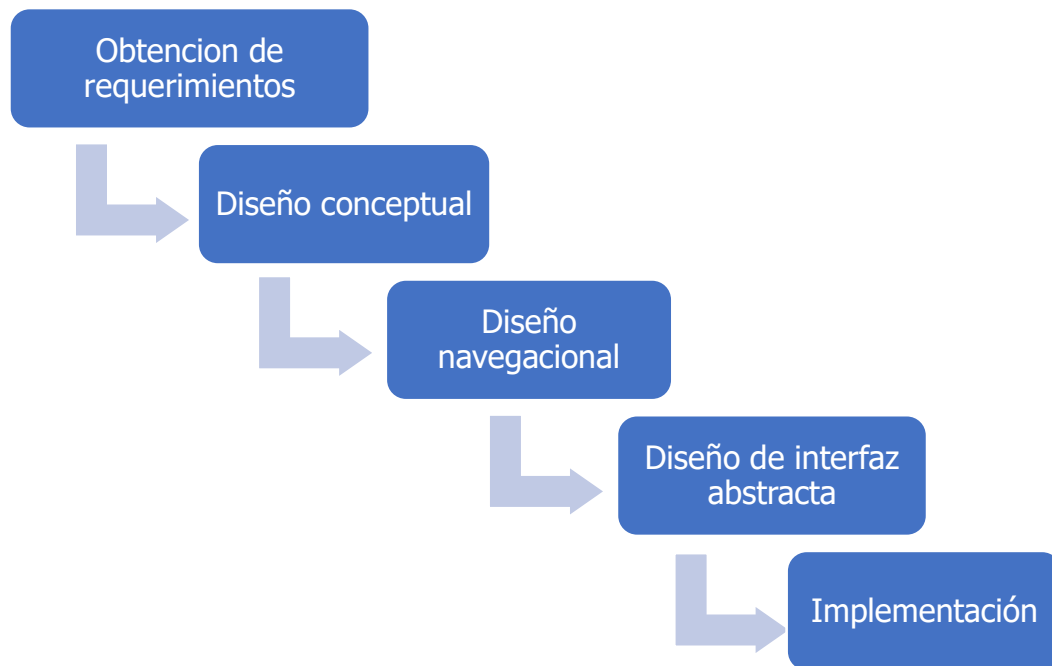 Obtencion de
requerimientos
Diseño conceptual
Diseño
navegacional
Diseño de interfaz
abstracta
Implementación